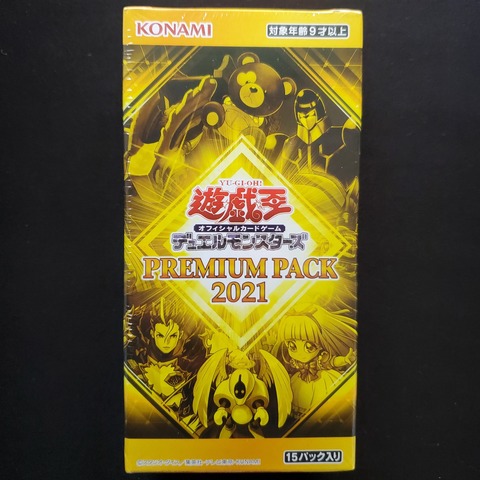 KONAMI
対象年齢9才以上
YU-GI-OH!
遊戯王
オフィシャルカードゲーム
デュエルモンスターズ
PREMIUM PACK
2021
15パック入り